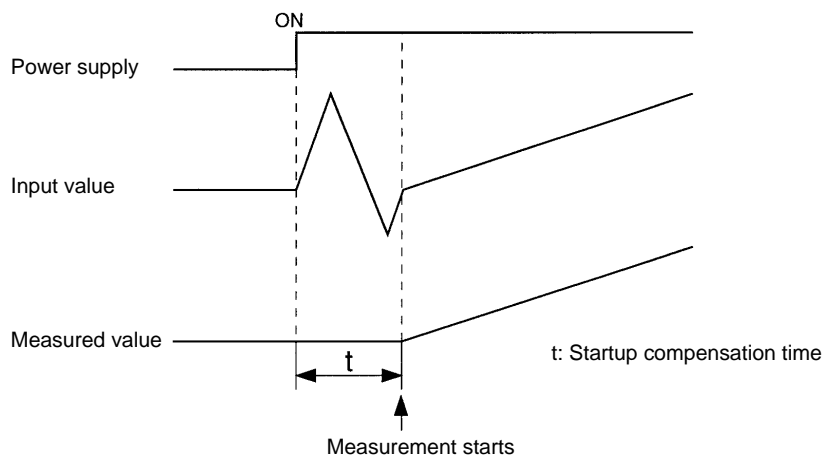 ON
Power supply
Input value
Measured value
t
t: Startup compensation time
Measurement starts